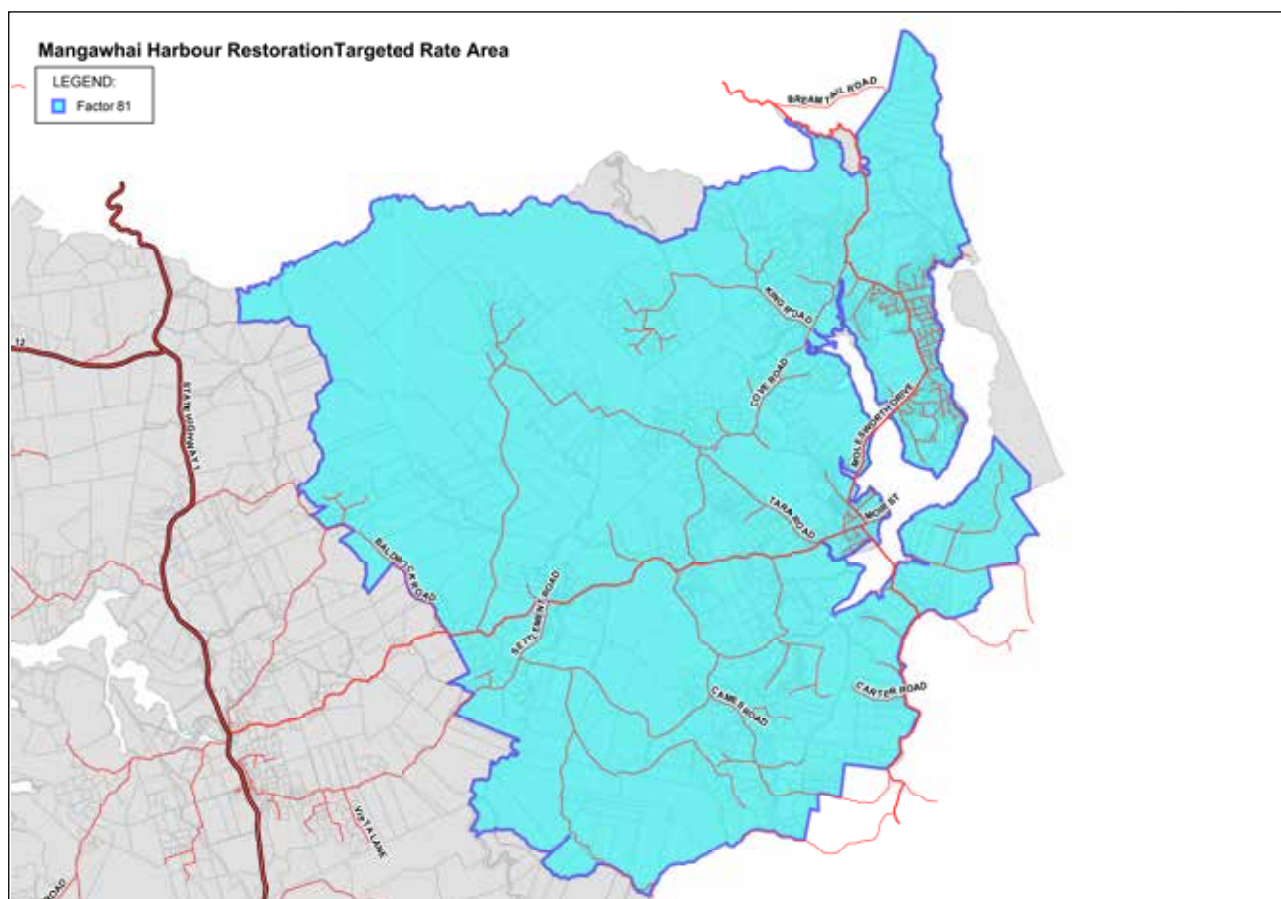 Mangawhai Harbour RestorationTargeted Rate Area
LEGEND:
Factor 81
BREAM TAIL ROAD
KING ROAD
12
STATE HIGHWAY 1
COVE ROAD
MOLESWORTH DRIVE
TARA ROAD
MOIR ST
BALDROCK ROAD
SETTLEMENT ROAD
CAMES ROAD
CARTER ROAD
VISTA LANE
ROAD